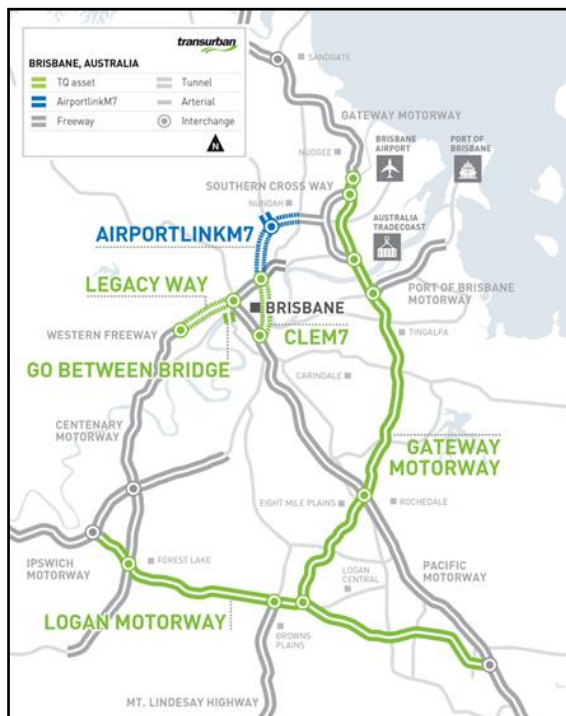 transurban
BRISBANE, AUSTRALIA
TQ asset
Tunnel
AirportlinkM7
Arterial
Freeway
Interchange
N
SANDGATE
GATEWAY MOTORWAY
BRISBANE
AIRPORT
PORT OF
BRISBANE
NUDGEE
SOUTHERN CROSS WAY
NUNDAH
AUSTRALIA
TRADECOAST
AIRPORTLINKM7
LEGACY WAY
BRISBANE
PORT OF BRISBANE
MOTORWAY
WESTERN FREEWAY
CLEM7
TINGALPA
GO BETWEEN BRIDGE
CARINDALE
CENTENARY
MOTORWAY
GATEWAY
MOTORWAY
EIGHT MILE PLAINS
ROCHEDALE
IPSWICH
MOTORWAY
FOREST LAKE
LOGAN
CENTRAL
PACIFIC
MOTORWAY
LOGAN MOTORWAY
BROWNS
PLAINS
MT. LINDESAY HIGHWAY